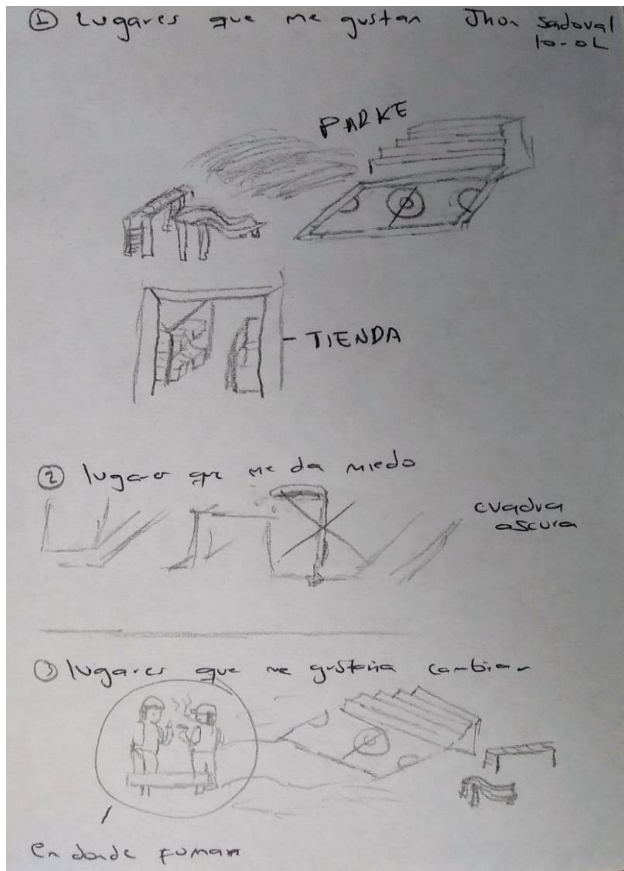 ① Lugares que me gustan Jhon Sadoval
10-02
PARKE
TIENDA
② lugares que me da miedo
cuadra
oscura
③ lugares que me gustaria cambiar
En donde fuman